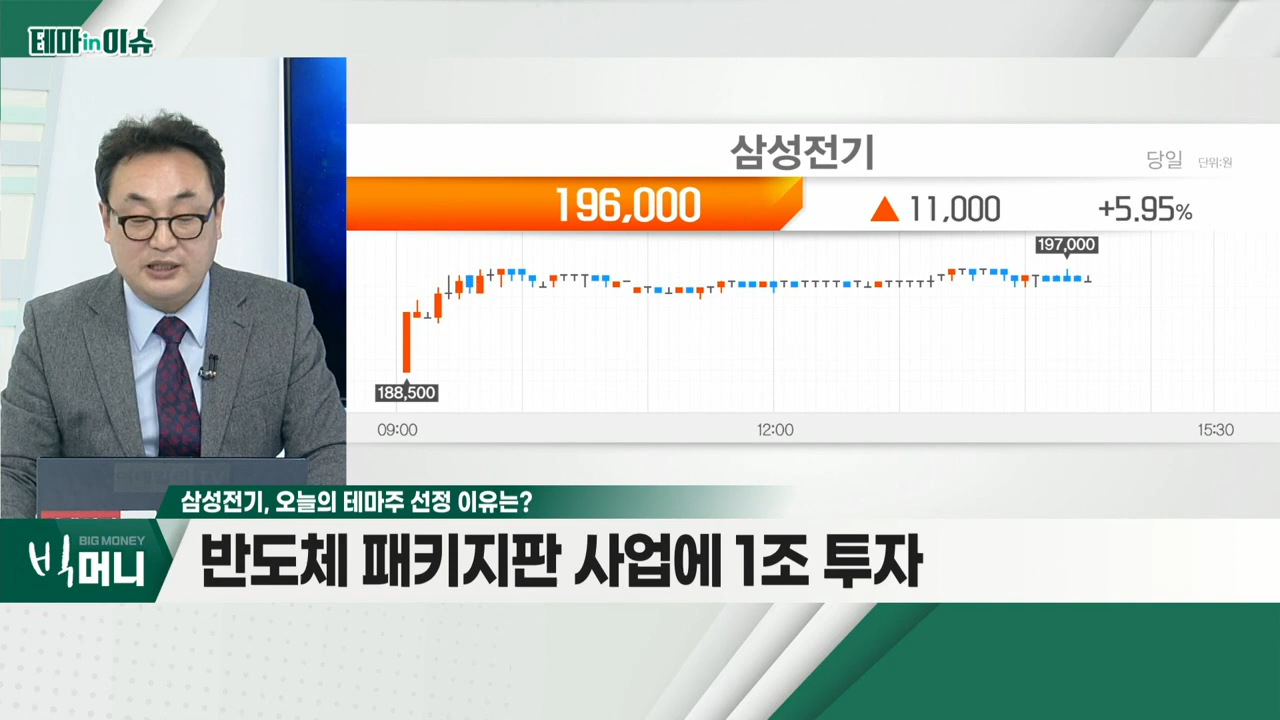 테마in이슈
삼성전기
당일 단위:원
196,000 ▲ 11,000 +5.95%
197,000
188,500
09:00 12:00 15:30
삼성전기, 오늘의 테마주 선정 이유는?
BIG MONEY
빅머니
반도체 패키지판 사업에 1조 투자